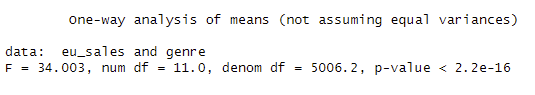 One-way analysis of means (not assuming equal variances)
data: eu_sales and genre
F = 34.003, num df = 11.0, denom df = 5006.2, p-value < 2.2e-16